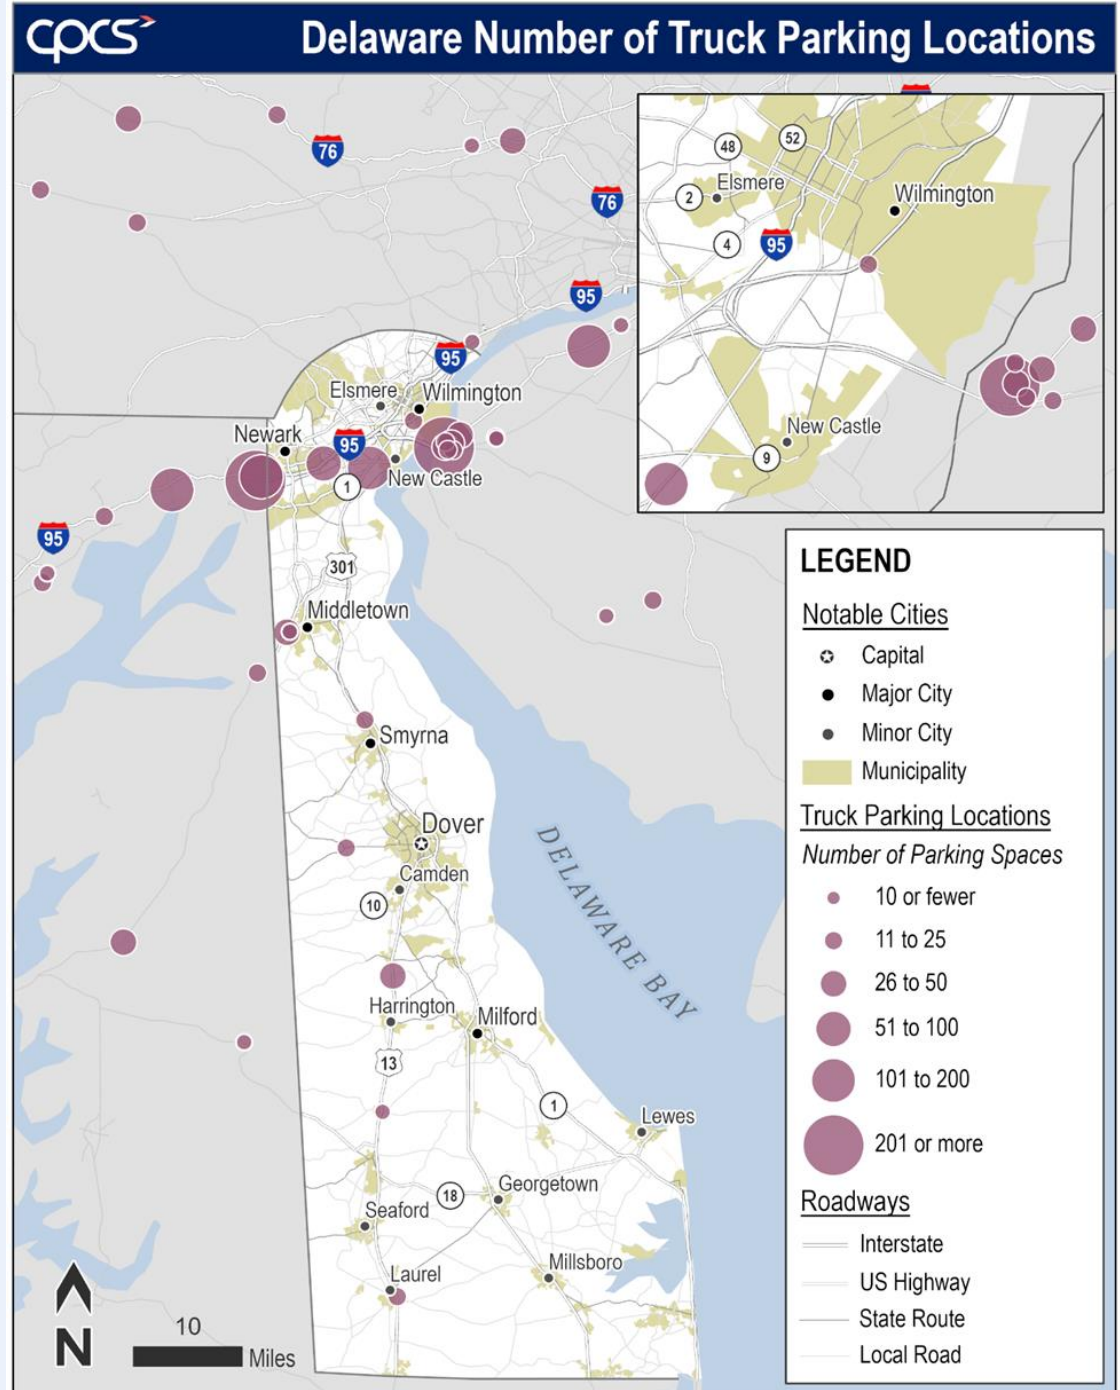 cpcs
Delaware Number of Truck Parking Locations
76
76
95
95
Elsmere
Wilmington
Newark
95
New Castle
1
95
301
Middletown
Smyrna
Dover
Camden
10
DELAWARE BAY
Harrington
Milford
13
1
Lewes
18
Georgetown
Seaford
Laurel
Millsboro
N
10
Miles
48
52
2
Elsmere
Wilmington
4
95
New Castle
9
LEGEND
Notable Cities
Capital
Major City
Minor City
Municipality
Truck Parking Locations
Number of Parking Spaces
10 or fewer
11 to 25
26 to 50
51 to 100
101 to 200
201 or more
Roadways
Interstate
US Highway
State Route
Local Road